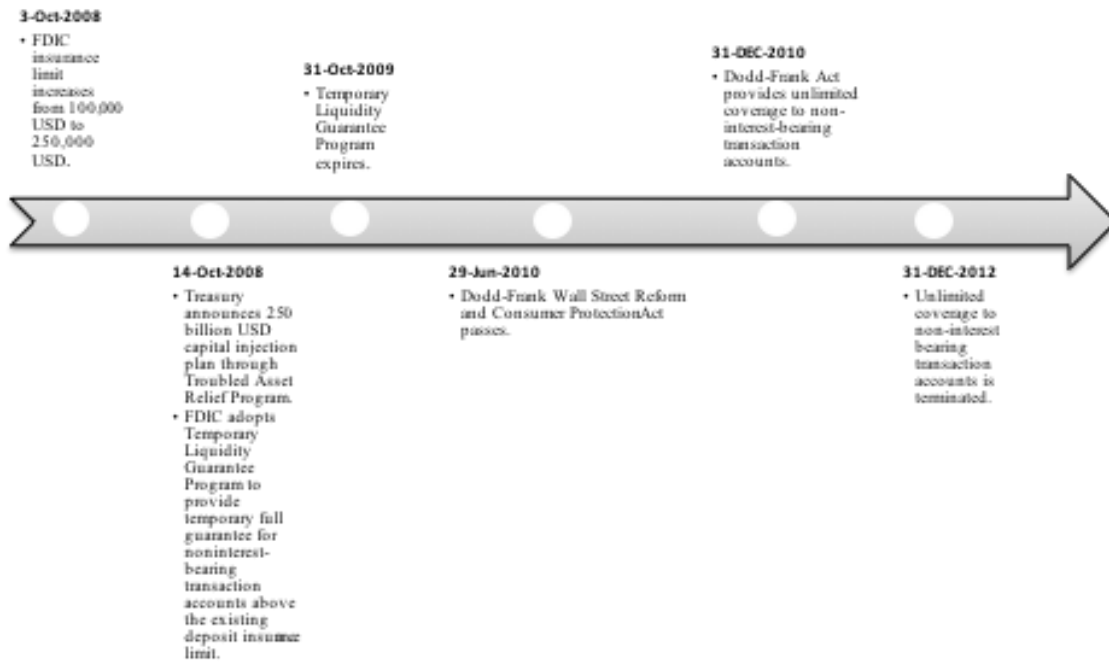 3-Oct-2008
• FDIC
insurance
limit
increases
from 100,000
USD to
250,000
USD.
14-Oct-2008
• Treasury
announces 250
billion USD
capital injection
plan through
Troubled Asset
Relief Program.
• FDIC adopts
Temporary
Liquidity
Guarantee
Program to
provide
temporary full
guarantee for
noninterest-
bearing
transaction
accounts above
the existing
deposit insurance
limit.
31-Oct-2009
• Temporary
Liquidity
Guarantee
Program
expires.
29-Jun-2010
• Dodd-Frank Wall Street Reform
and Consumer ProtectionAct
passes.
31-DEC-2010
• Dodd-Frank Act
provides unlimited
coverage to non-
interest-bearing
transaction
accounts.
31-DEC-2012
• Unlimited
coverage to
non-interest
bearing
transaction
accounts is
terminated.